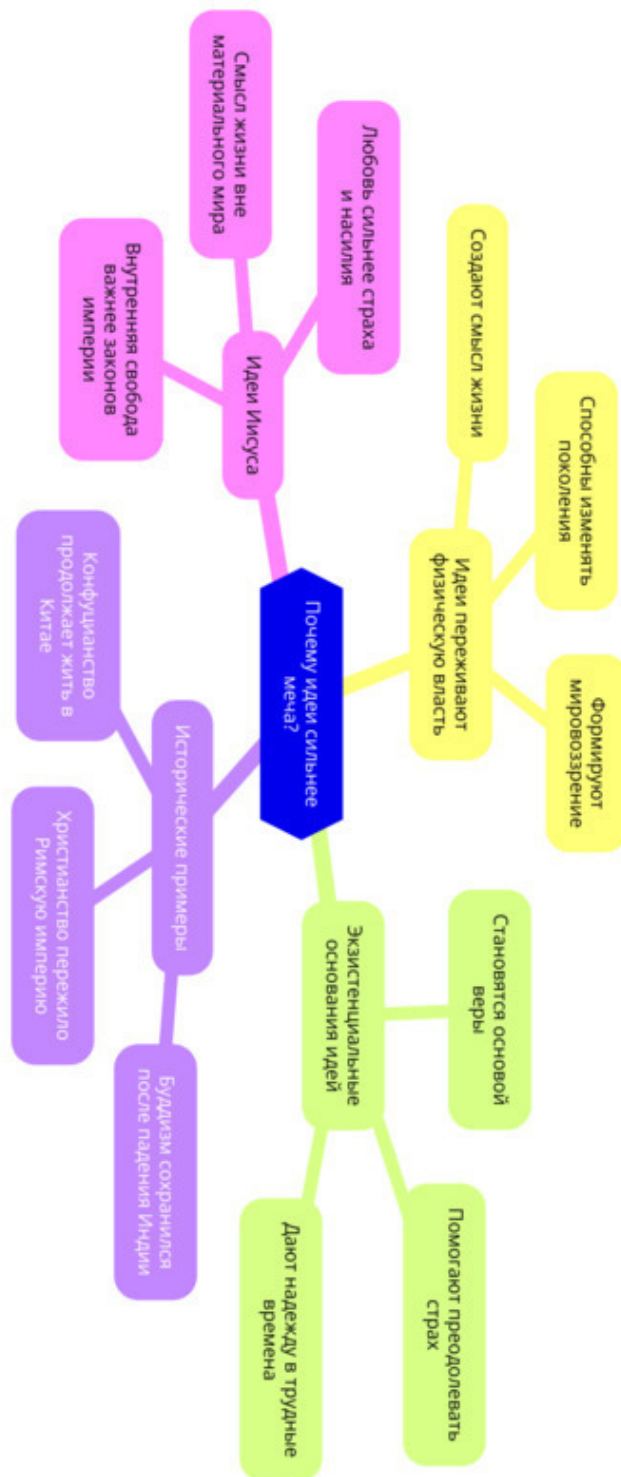 Почему идеи сильнее
меча?
Идеи переживают
физическую власть
Создают смысл жизни
Способны изменять
поколения
Формируют
мировоззрение
Экзистенциальные
основания идей
Становятся основой
веры
Помогают преодолевать
страх
Дают надежду в трудные
времена
Исторические примеры
Буддизм сохранился
после падения Индии
Христианство пережило
Римскую империю
Конфуцианство
продолжает жить в
Китае
Идеи Иисуса
Внутренняя свобода
важнее законов
империи
Смысл жизни вне
материального мира
Любовь сильнее страха
и насилия